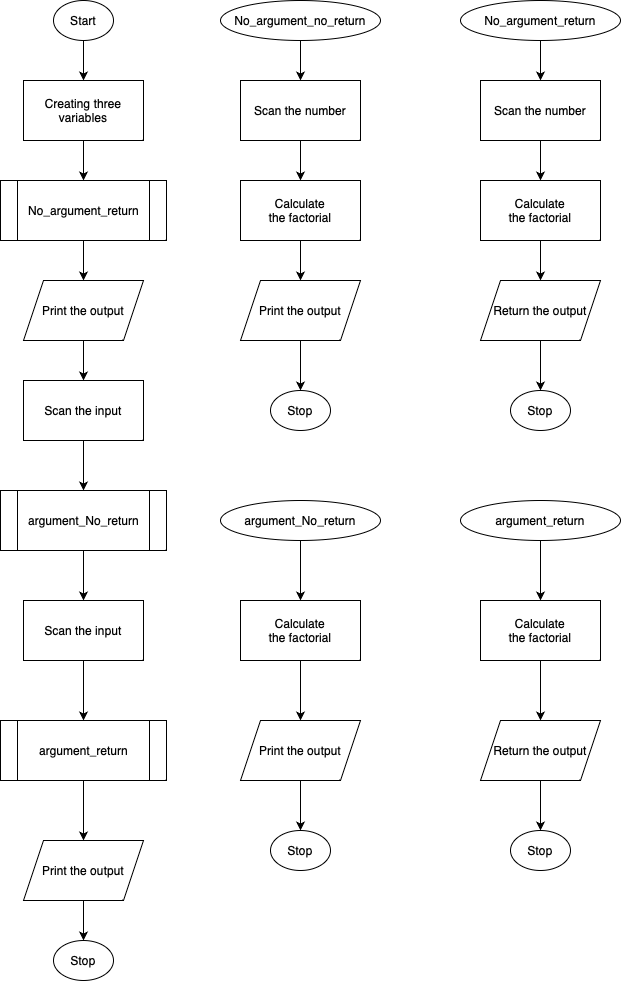 Start
Creating three
variables
No_argument_return
Print the output
Scan the input
argument_No_return
Scan the input
argument_return
Print the output
Stop
No_argument_no_return
Scan the number
Calculate
the factorial
Print the output
Stop
No_argument_return
Scan the number
Calculate
the factorial
Return the output
Stop
argument_No_return
Calculate
the factorial
Print the output
Stop
argument_return
Calculate
the factorial
Return the output
Stop